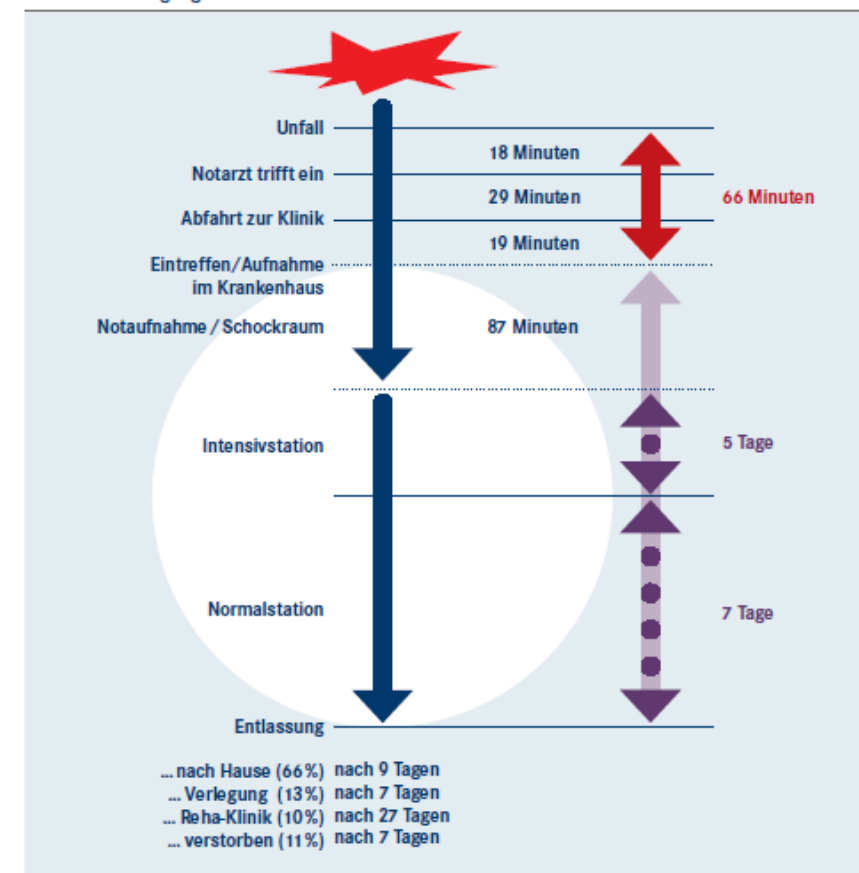 Unfall
18 Minuten
Notarzt trifft ein
29 Minuten
66 Minuten
Abfahrt zur Klinik
19 Minuten
Eintreffen/Aufnahme
im Krankenhaus
Notaufnahme / Schockraum
87 Minuten
Intensivstation
5 Tage
Normalstation
7 Tage
Entlassung
... nach Hause (66%) nach 9 Tagen
... Verlegung (13%) nach 7 Tagen
... Reha-Klinik (10%) nach 27 Tagen
... verstorben (11%) nach 7 Tagen